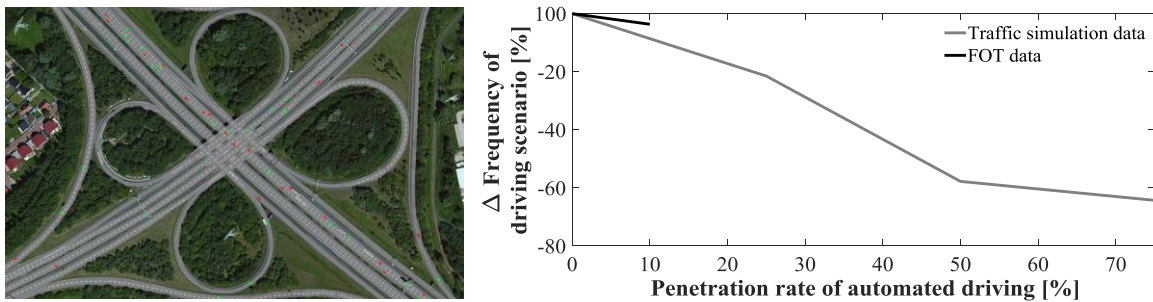 100
-20
-40
-60
-80
0
10
20
30
40
50
60
70
Δ Frequency of
driving scenario [%]
Penetration rate of automated driving [%]
Traffic simulation data
FOT data